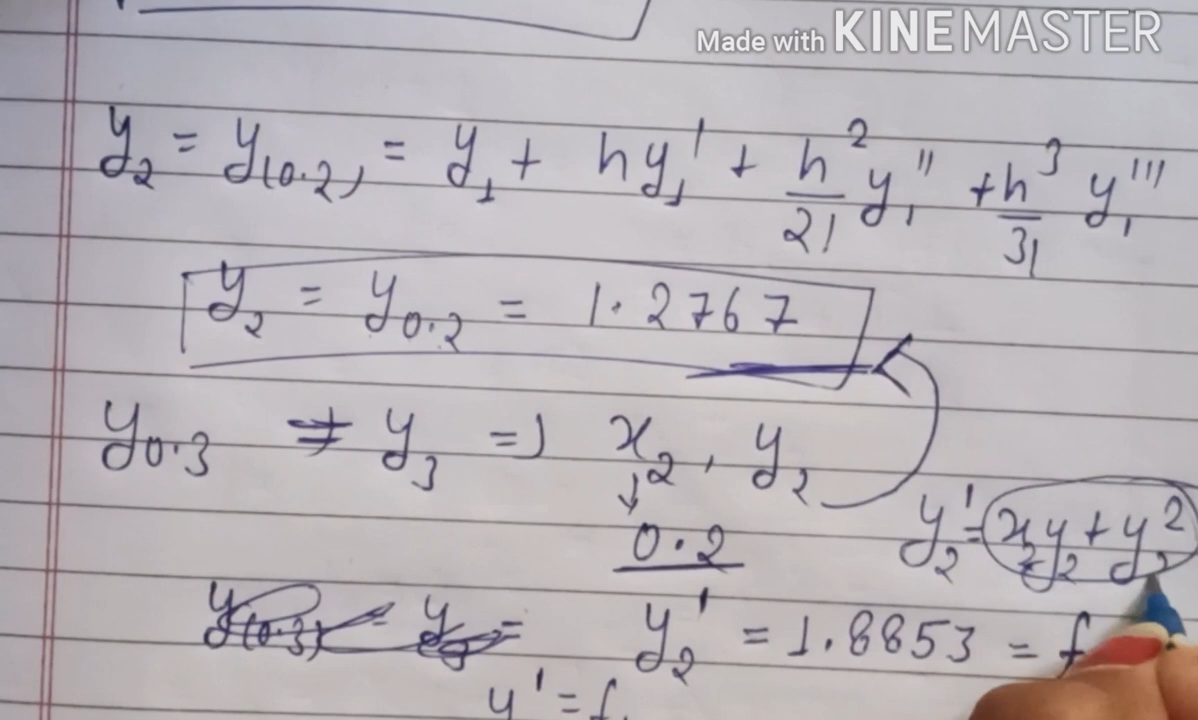 Made with KINEMASTER
y₂ = y(0.2) = y₁ + hy₁' + h²/2! y₁'' + h³/3! y₁'''
y₂ = y₀.₂ = 1.2767
y₀.₃ ⇒ y₃ => x₂, y₂
↓
0.2
y₂' = x₂y₂ + y₂²
y₂' = 1.8853 = f
y' = f